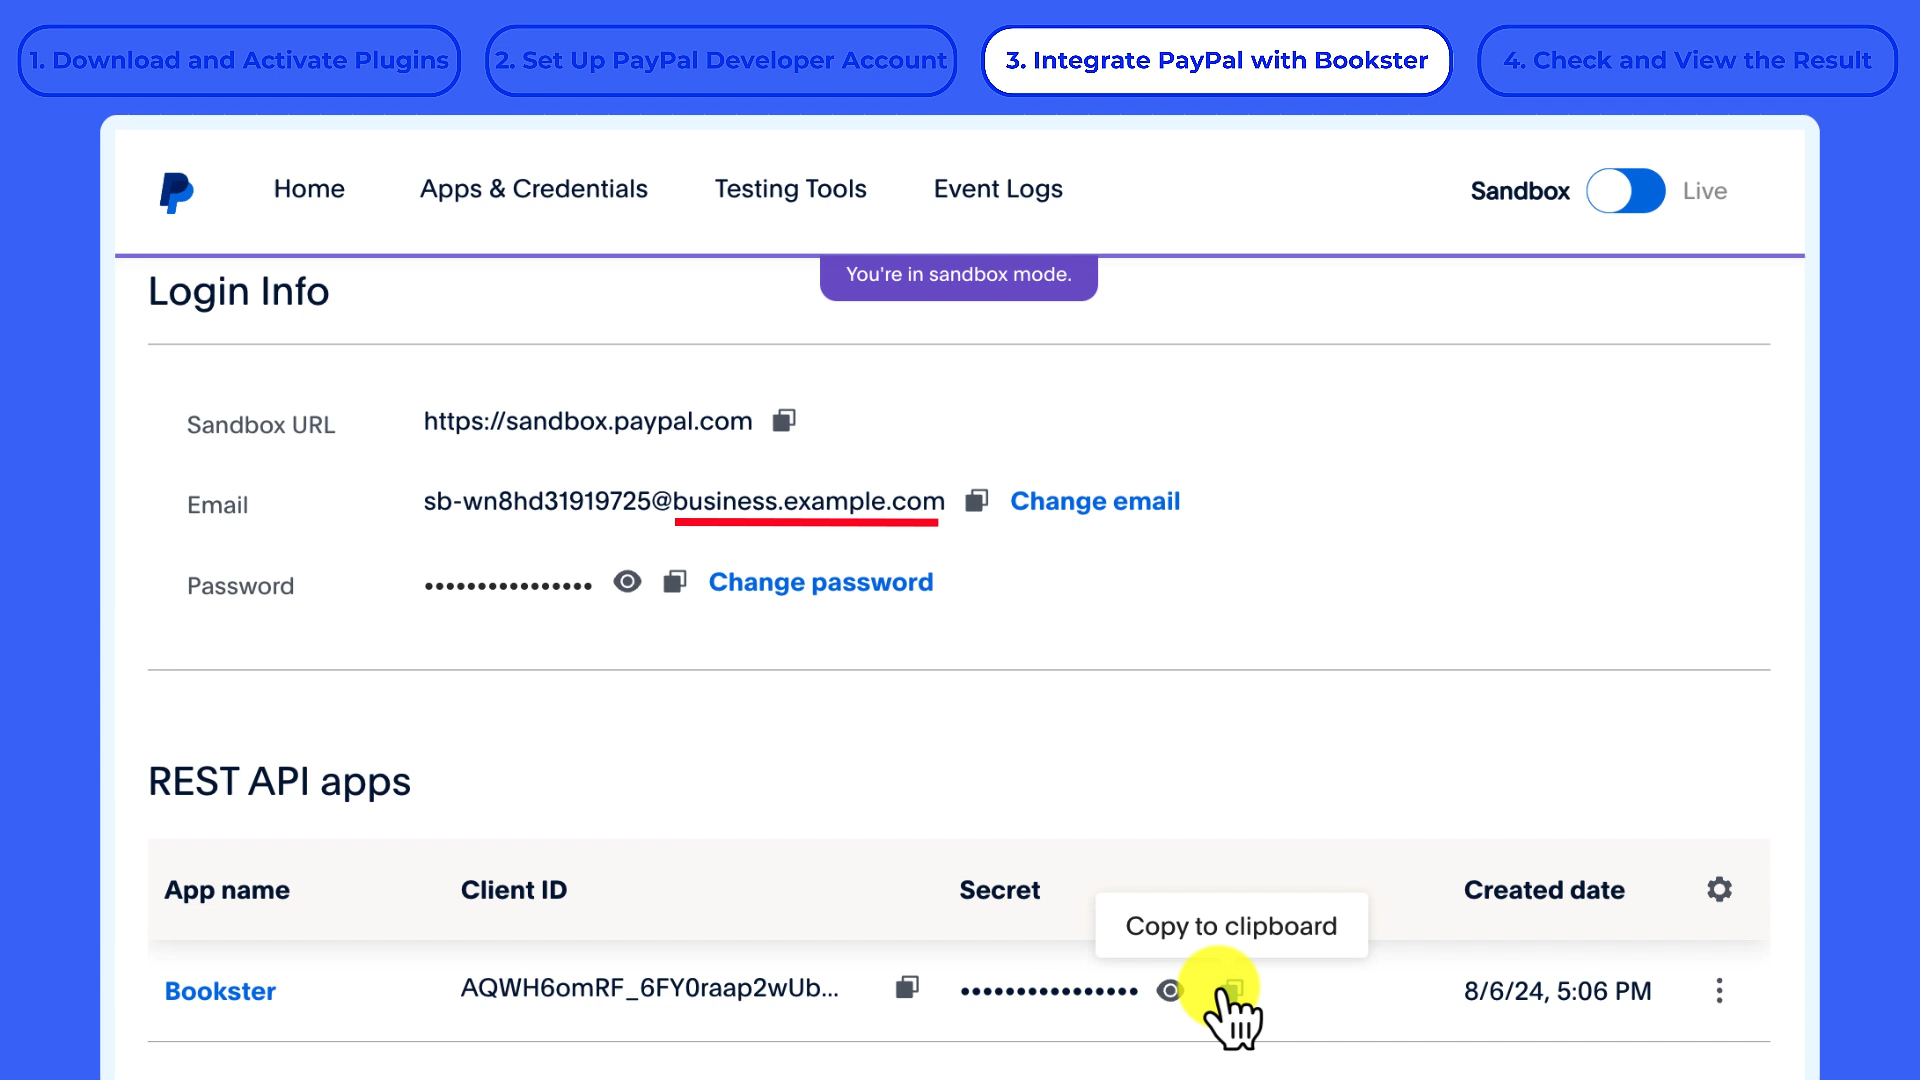 1. Download and Activate Plugins
2. Set Up PayPal Developer Account
3. Integrate PayPal with Bookster
4. Check and View the Result
Home
Apps & Credentials
Testing Tools
Event Logs
Sandbox
Live
You're in sandbox mode.
Login Info
Sandbox URL
https://sandbox.paypal.com
Email
sb-wn8hd31919725@business.example.com
Change email
Password
Change password
REST API apps
App name
Client ID
Secret
Created date
Copy to clipboard
Bookster
AQWH6omRF_6FY0raap2wUb...
8/6/24, 5:06 PM